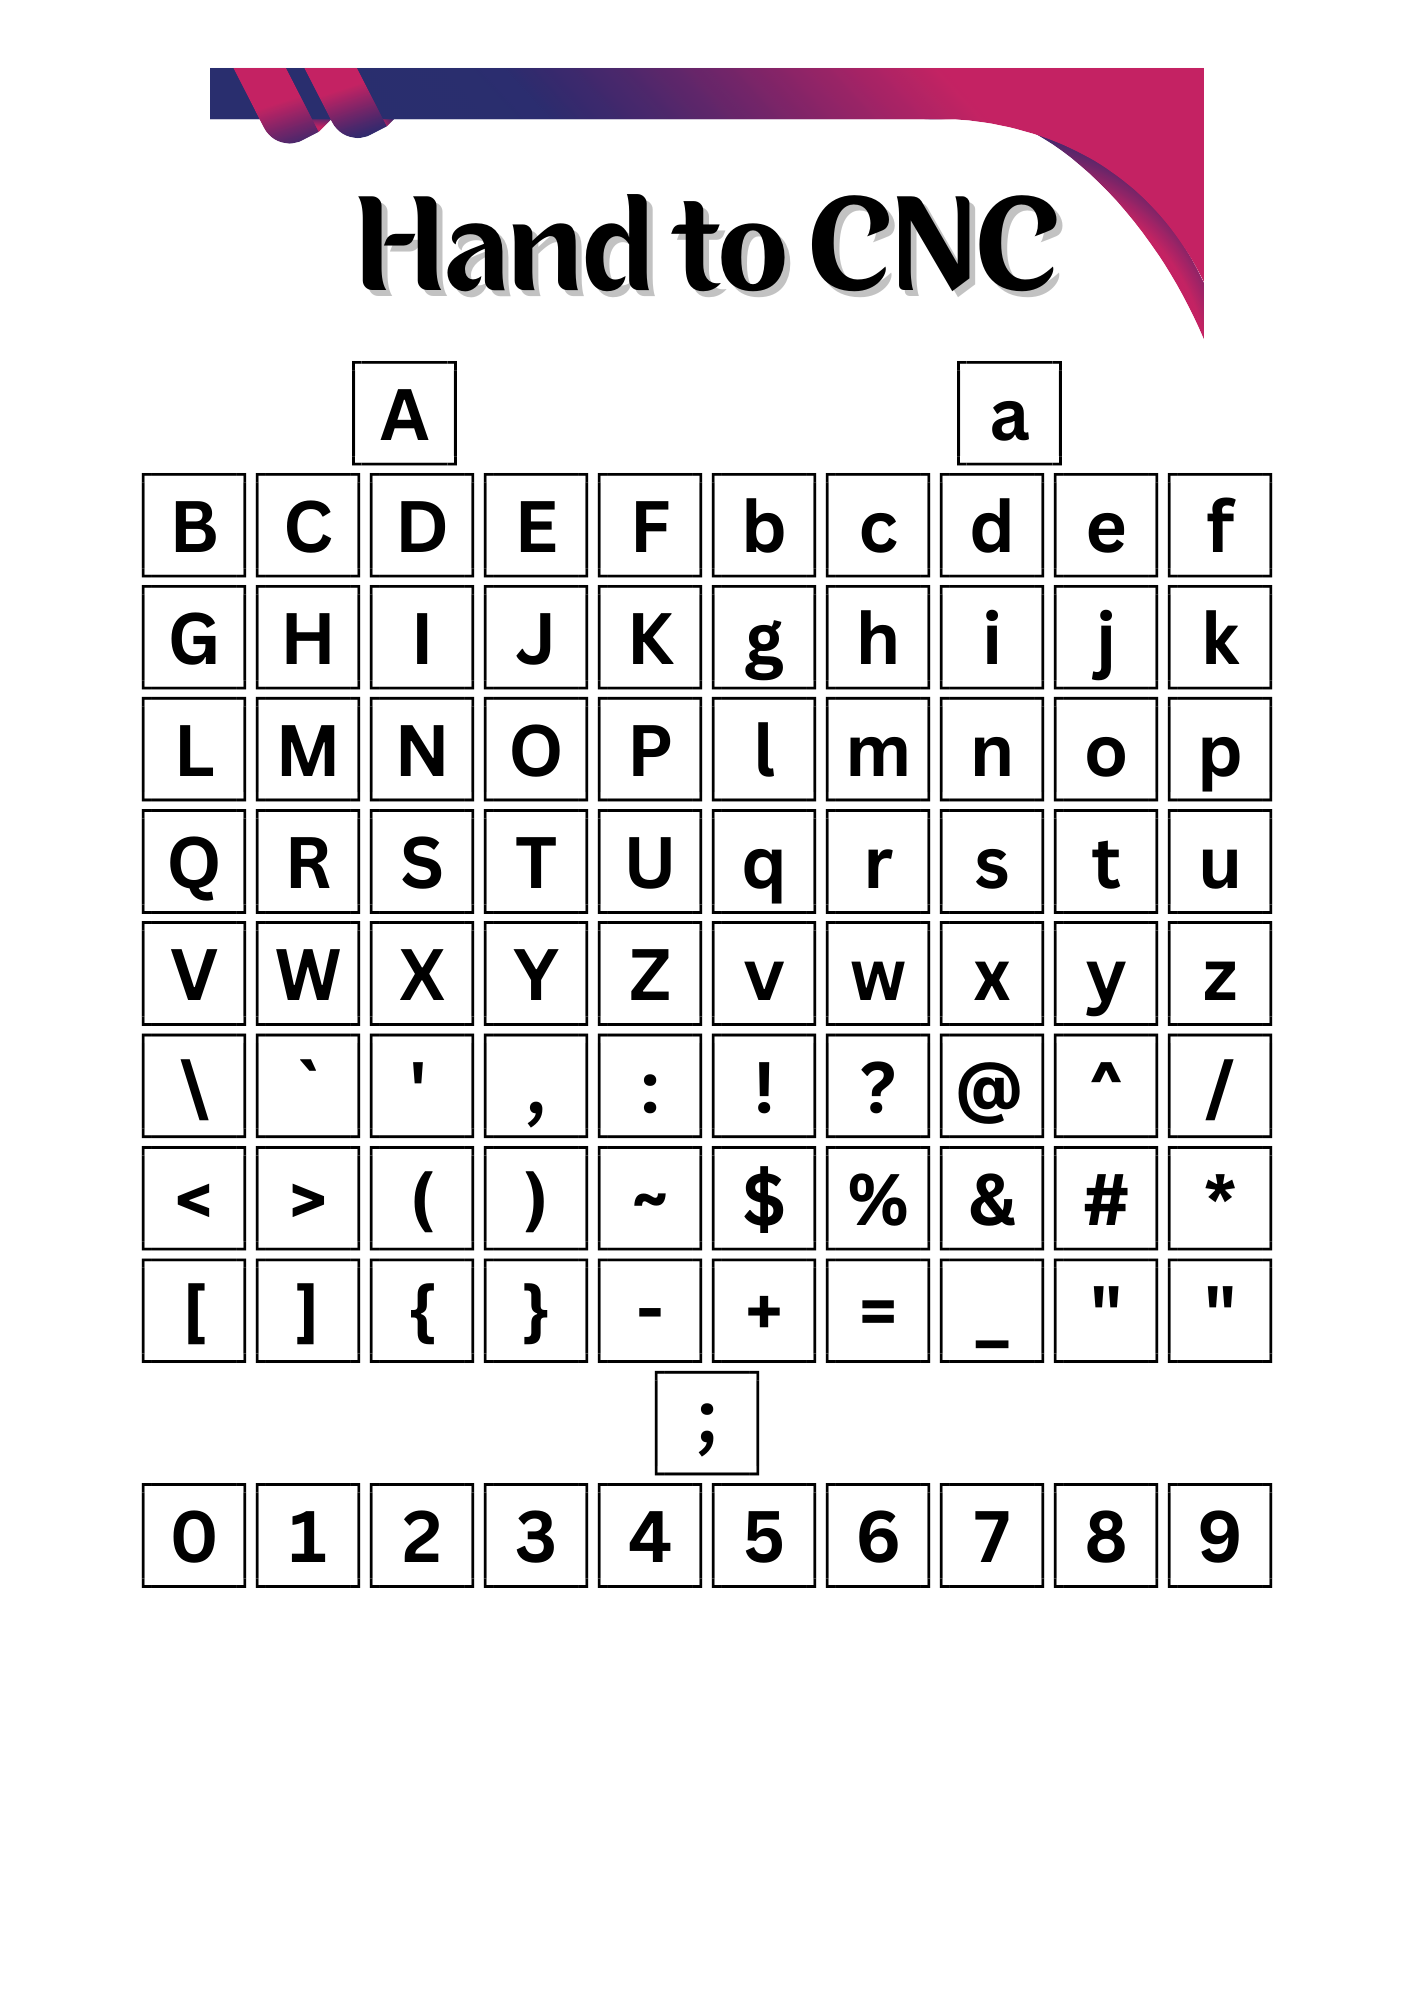 Hand to CNC
A a
B C D E F b c d e f
G H I J K g h i j k
L M N O P l m n o p
Q R S T U q r s t u
V W X Y Z v w x y z
\ ` ' , : ! ? @ ^ /
< > ( ) ~ $ % & # *
[ ] { } - + = _ " "
;
0 1 2 3 4 5 6 7 8 9